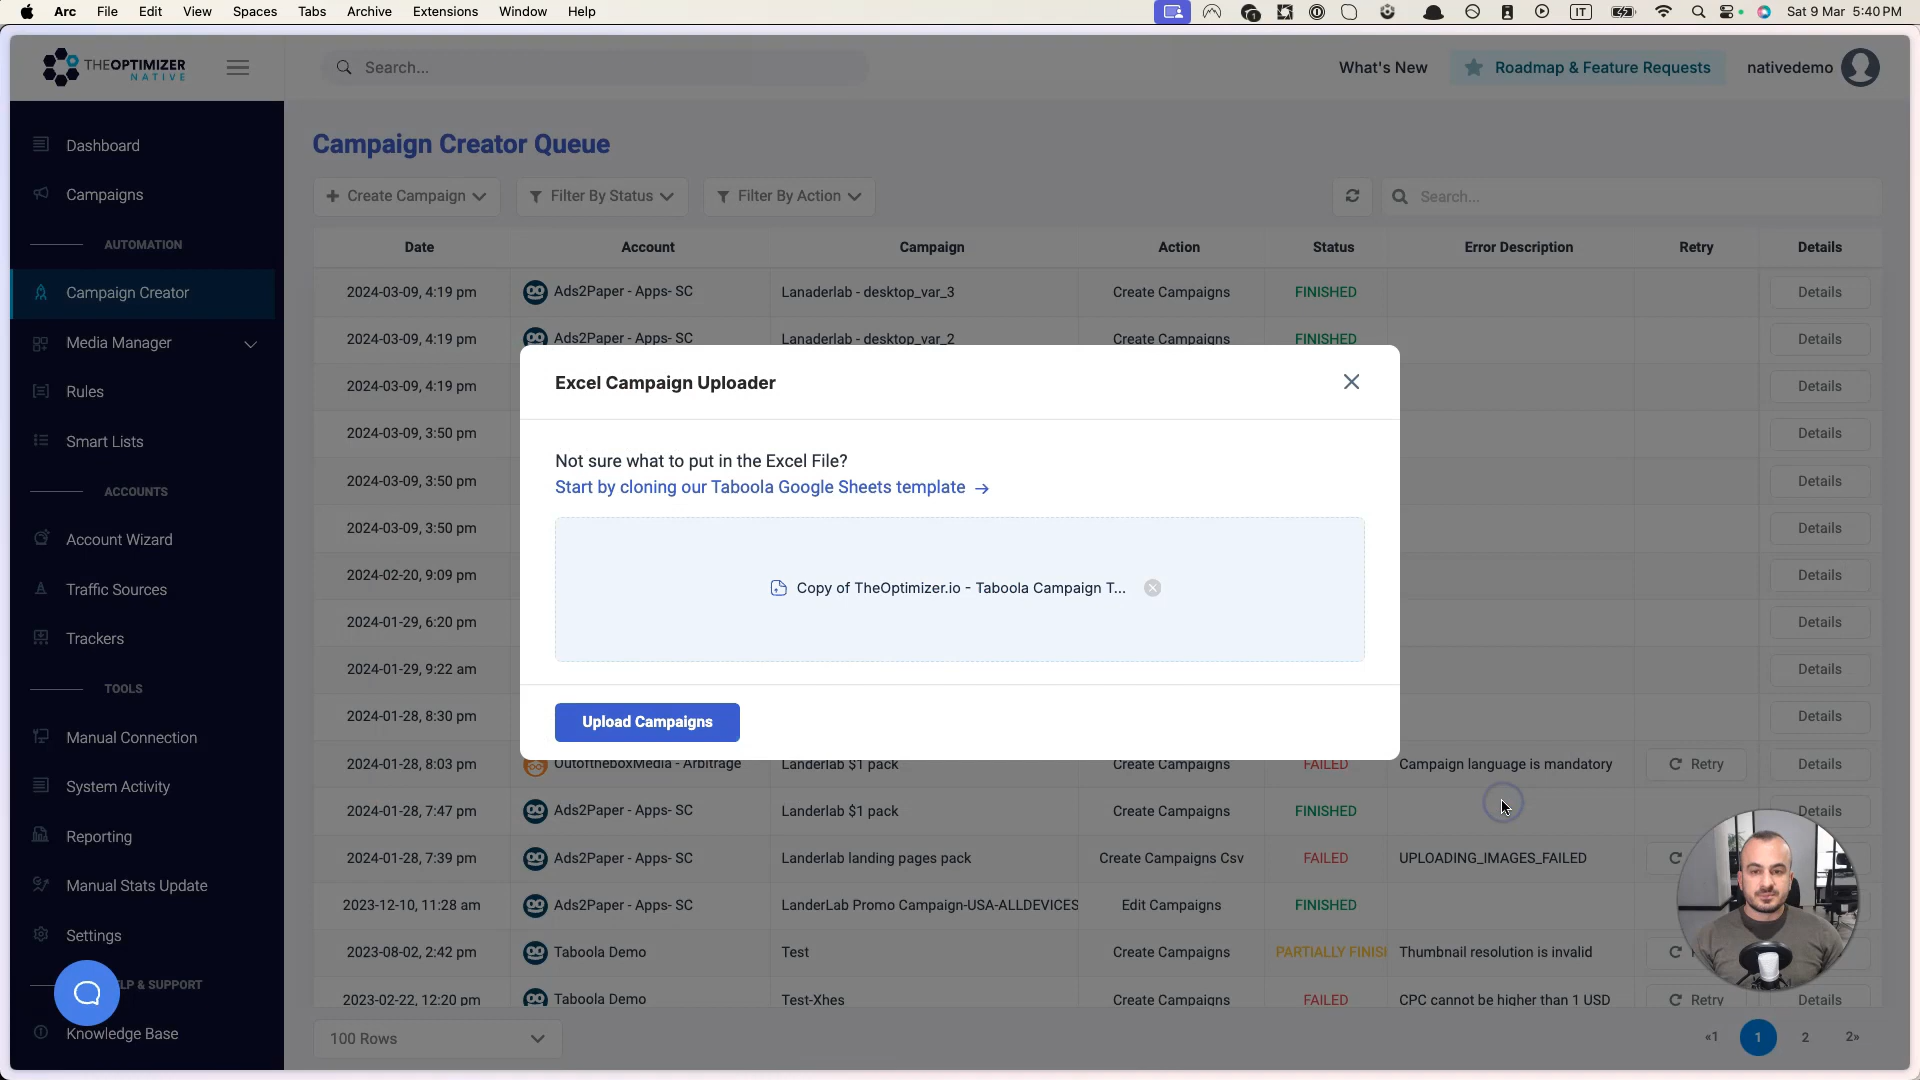 Arc File Edit View Spaces Tabs Archive Extensions Window Help
IT Sat 9 Mar 5:40 PM
THEOPTIMIZER
NATIVE
Search...
What's New
Roadmap & Feature Requests
nativedemo
Dashboard
Campaigns
AUTOMATION
Campaign Creator
Media Manager
Rules
Smart Lists
ACCOUNTS
Account Wizard
Traffic Sources
Trackers
TOOLS
Manual Connection
System Activity
Reporting
Manual Stats Update
Settings
LP & SUPPORT
Knowledge Base
Campaign Creator Queue
Create Campaign
Filter By Status
Filter By Action
Search...
Date Account Campaign Action Status Error Description Retry Details
2024-03-09, 4:19 pm Ads2Paper - Apps- SC Lanaderlab - desktop_var_3 Create Campaigns FINISHED Details
2024-03-09, 4:19 pm Ads2Paper - Apps- SC Lanaderlab - desktop_var_2 Create Campaigns FINISHED Details
2024-03-09, 4:19 pm Details
2024-03-09, 3:50 pm Details
2024-03-09, 3:50 pm Details
2024-03-09, 3:50 pm Details
2024-02-20, 9:09 pm Details
2024-01-29, 6:20 pm Details
2024-01-29, 9:22 am Details
2024-01-28, 8:30 pm Details
2024-01-28, 8:03 pm OutoftheboxMedia - Arbitrage Landerlab $1 pack Create Campaigns FAILED Campaign language is mandatory Retry Details
2024-01-28, 7:47 pm Ads2Paper - Apps- SC Landerlab $1 pack Create Campaigns FINISHED Details
2024-01-28, 7:39 pm Ads2Paper - Apps- SC Landerlab landing pages pack Create Campaigns Csv FAILED UPLOADING_IMAGES_FAILED
2023-12-10, 11:28 am Ads2Paper - Apps- SC LanderLab Promo Campaign-USA-ALLDEVICES Edit Campaigns FINISHED
2023-08-02, 2:42 pm Taboola Demo Test Create Campaigns PARTIALLY FINISI Thumbnail resolution is invalid
2023-02-22, 12:20 pm Taboola Demo Test-Xhes Create Campaigns FAILED CPC cannot be higher than 1 USD Retry Details
100 Rows
«1 1 2 2»
Excel Campaign Uploader
Not sure what to put in the Excel File?
Start by cloning our Taboola Google Sheets template →
Copy of TheOptimizer.io - Taboola Campaign T...
Upload Campaigns